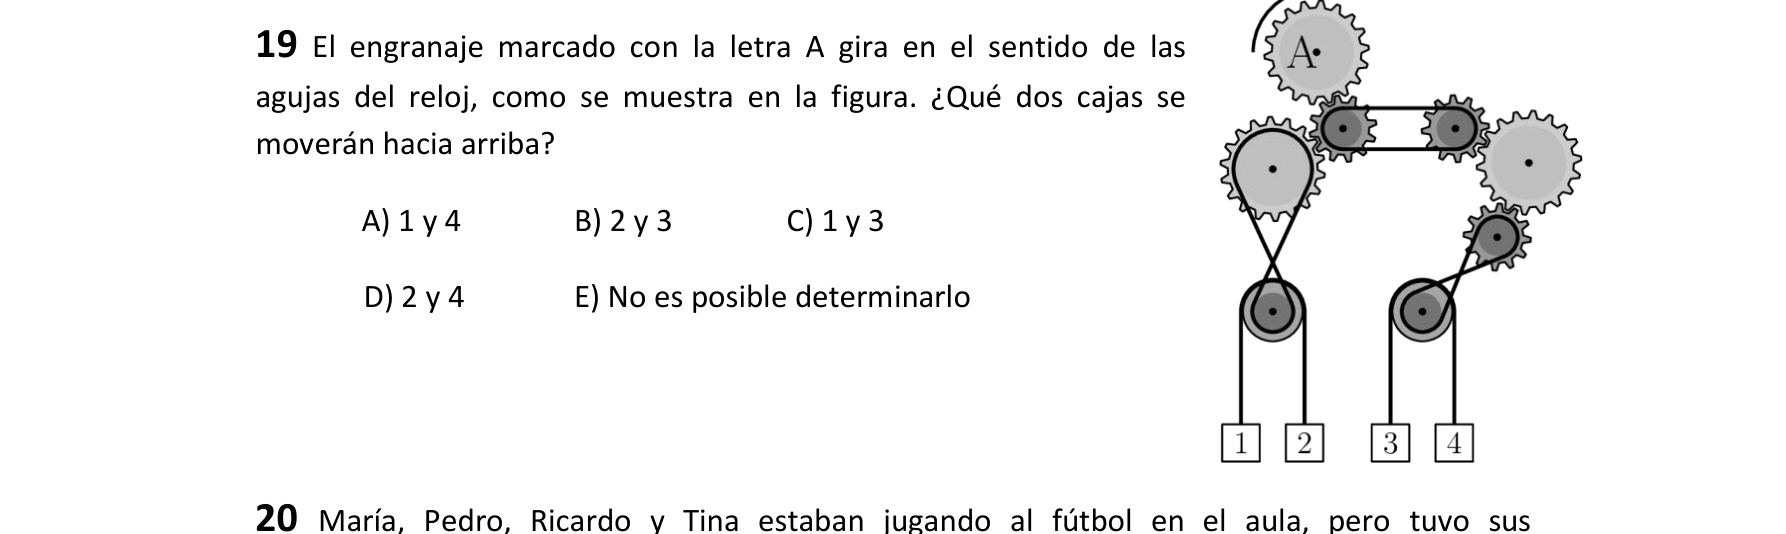 19 El engranaje marcado con la letra A gira en el sentido de las
agujas del reloj, como se muestra en la figura. ¿Qué dos cajas se
moverán hacia arriba?
A) 1 y 4 B) 2 y 3 C) 1 y 3
D) 2 y 4 E) No es posible determinarlo
A
1 2 3 4
20 María, Pedro, Ricardo y Tina estaban jugando al fútbol en el aula, pero tuvo sus